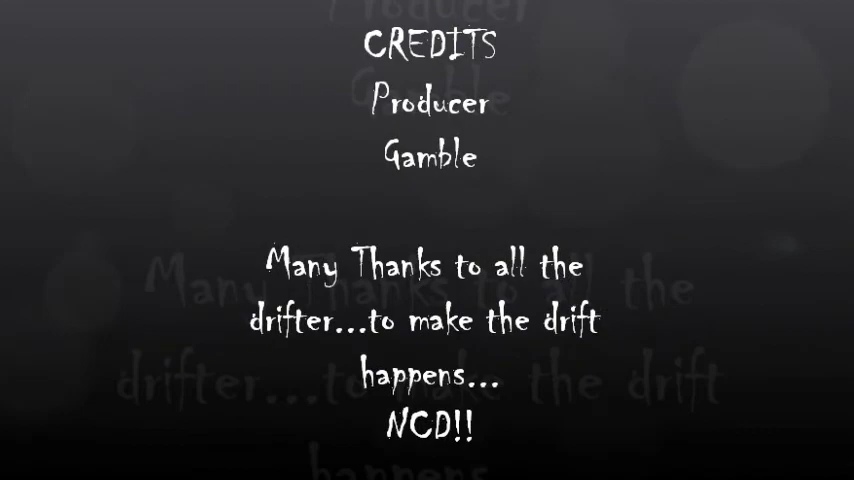 CREDITS
Producer
Gamble
Many Thanks to all the
drifter...to make the drift
happens...
NCD!!